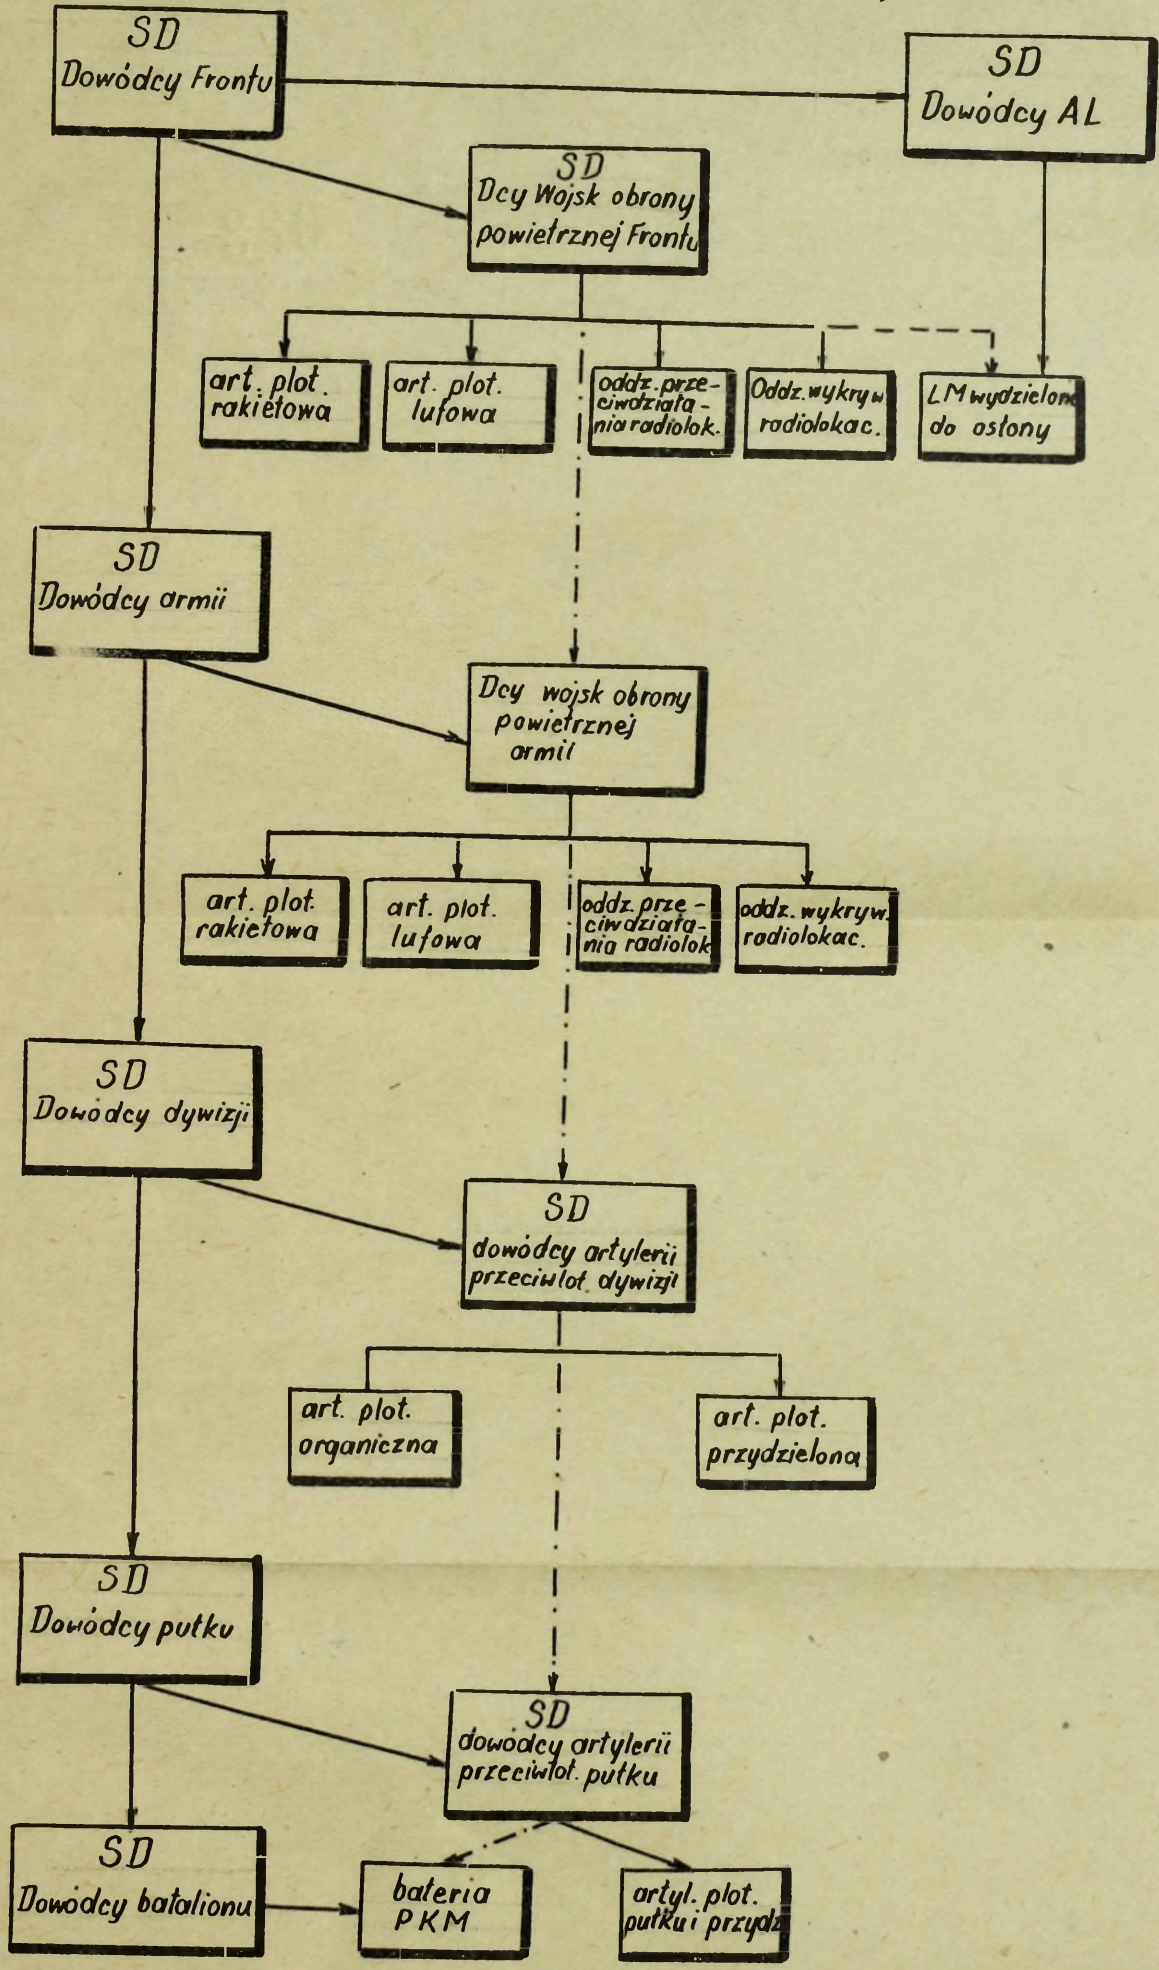 SD
Dowódcy Frontu
SD
Dowódcy AL
SD
Dcy Wojsk obrony
powietrznej Frontu
art. plot.
rakietowa
art. plot.
lufowa
oddz. prze-
ciwdziała-
nia radiolok.
Oddz. wykryw
radiolokac.
LM wydzielone
do osłony
SD
Dowódcy armii
Dcy wojsk obrony
powietrznej
armii
art. plot.
rakietowa
art. plot.
lufowa
oddz. prze-
ciwdziała-
nia radiolok
oddz. wykryw.
radiolokac.
SD
Dowódcy dywizji
SD
dowódcy artylerii
przeciwlot. dywizji
art. plot.
organiczna
art. plot.
przydzielona
SD
Dowódcy pułku
SD
dowódcy artylerii
przeciwlot. pułku
SD
Dowódcy batalionu
bateria
PKM
artyl. plot.
pułku i przydz